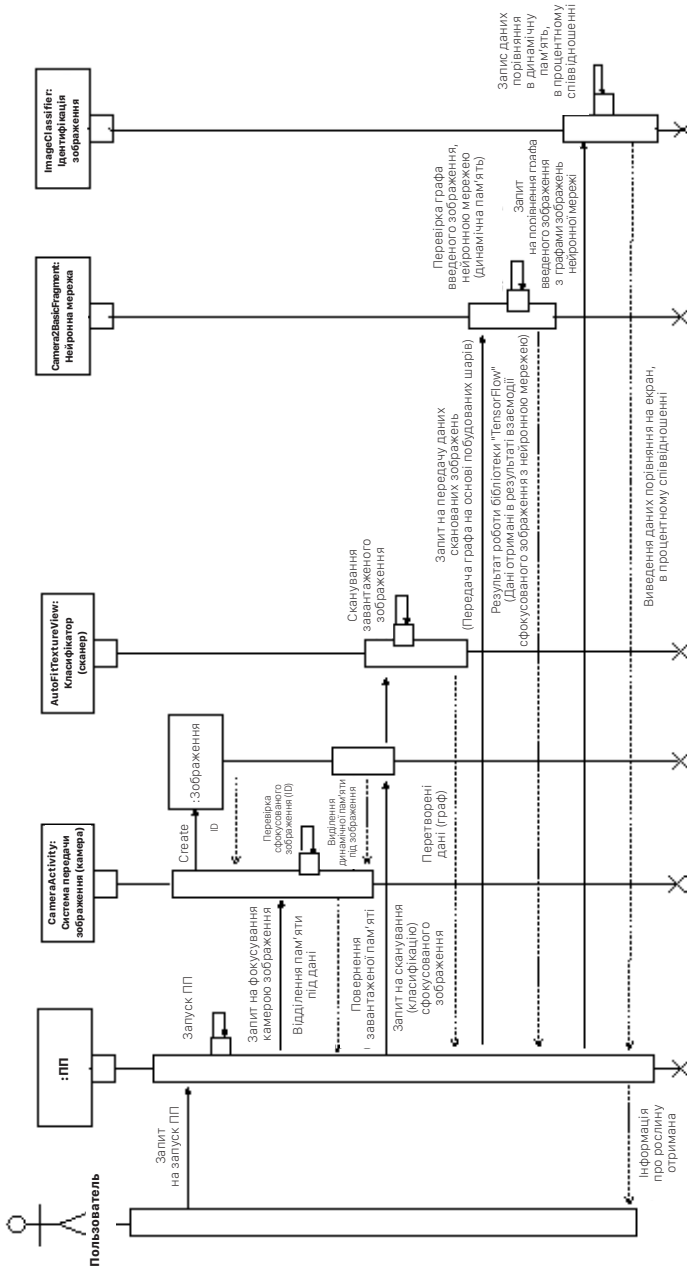 Пользователь
:ПП
CameraActivity:
Система передачи
зображення (камера)
AutoFitTextureView:
Класифікатор
(сканер)
Camera2BasicFragment:
Нейронна мережа
ImageClassifier:
Ідентифікація
зображення
Запит
на запуск ПП
Запуск ПП
Create
:Зображення
ID
Запит на фокусування
камерою зображення
Відділення пам'яти
під дані
Перевірка
сфокусованого
зображення (ID)
Виділення
динамічної пам'яти
під зображення
Повернення
завантаженої пам'яті
Запит на сканування
(класифікацію)
сфокусованого
зображення
Сканування
завантаженого
зображення
Перетворені
дані (граф)
Запит на передачу даних
сканованих зображень
(Передача графа на основі побудованих шарів)
Перевірка графа
введеного зображення,
нейронною мережею
(динамічна пам'ять)
Результат роботи бібліотеки "TensorFlow"
(Дані отримані в результаті взаємодії
сфокусованого зображення з нейронною мережею)
Запит
на порівняння графа
введеного зображення
з графами зображень
нейронної мережі
Запис даних
порівняння
в динамічну
пам'ять,
в процентному
співвідношенні
Виведення даних порівняння на екран,
в процентному співвідношенні
Інформація
про рослину
отримана